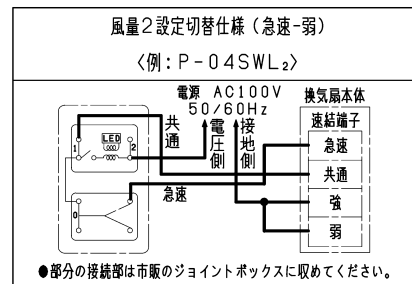 風量2設定切替仕様（急速-弱）
〈例：P-04SWL₂〉
電源 AC100V
50/60Hz
換気扇本体
速結端子
共通
電圧側
接地側
急速
共通
強
弱
LED
1
2
0
急速
●部分の接続部は市販のジョイントボックスに収めてください。